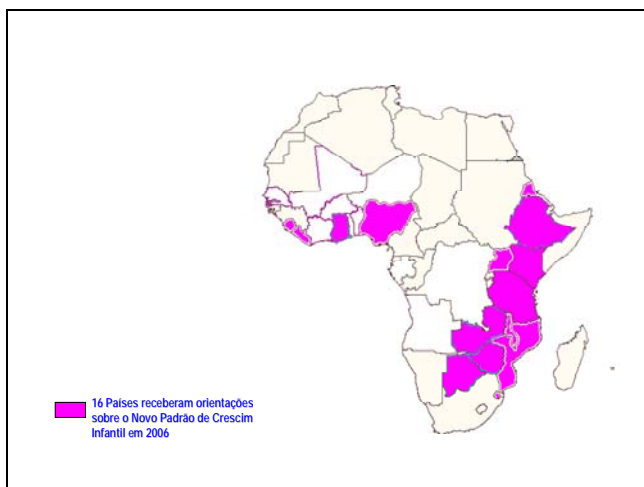 16 Países receberam orientações
sobre o Novo Padrão de Crescim
Infantil em 2006